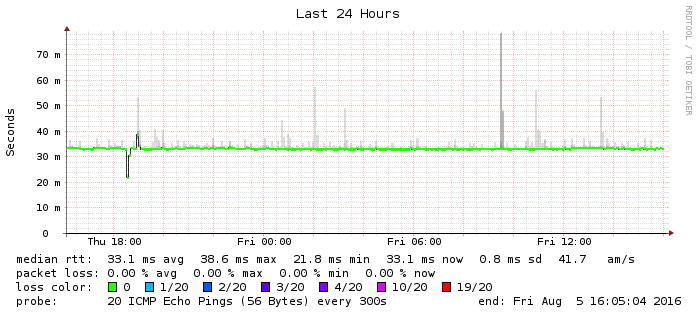 Last 24 Hours
RRDTOOL / TOBI OETIKER
Seconds
70 m
60 m
50 m
40 m
30 m
20 m
10 m
0
Thu 18:00 Fri 00:00 Fri 06:00 Fri 12:00
median rtt: 33.1 ms avg 38.6 ms max 21.8 ms min 33.1 ms now 0.8 ms sd 41.7 am/s
packet loss: 0.00 % avg 0.00 % max 0.00 % min 0.00 % now
loss color: 0 1/20 2/20 3/20 4/20 10/20 19/20
probe: 20 ICMP Echo Pings (56 Bytes) every 300s end: Fri Aug 5 16:05:04 2016